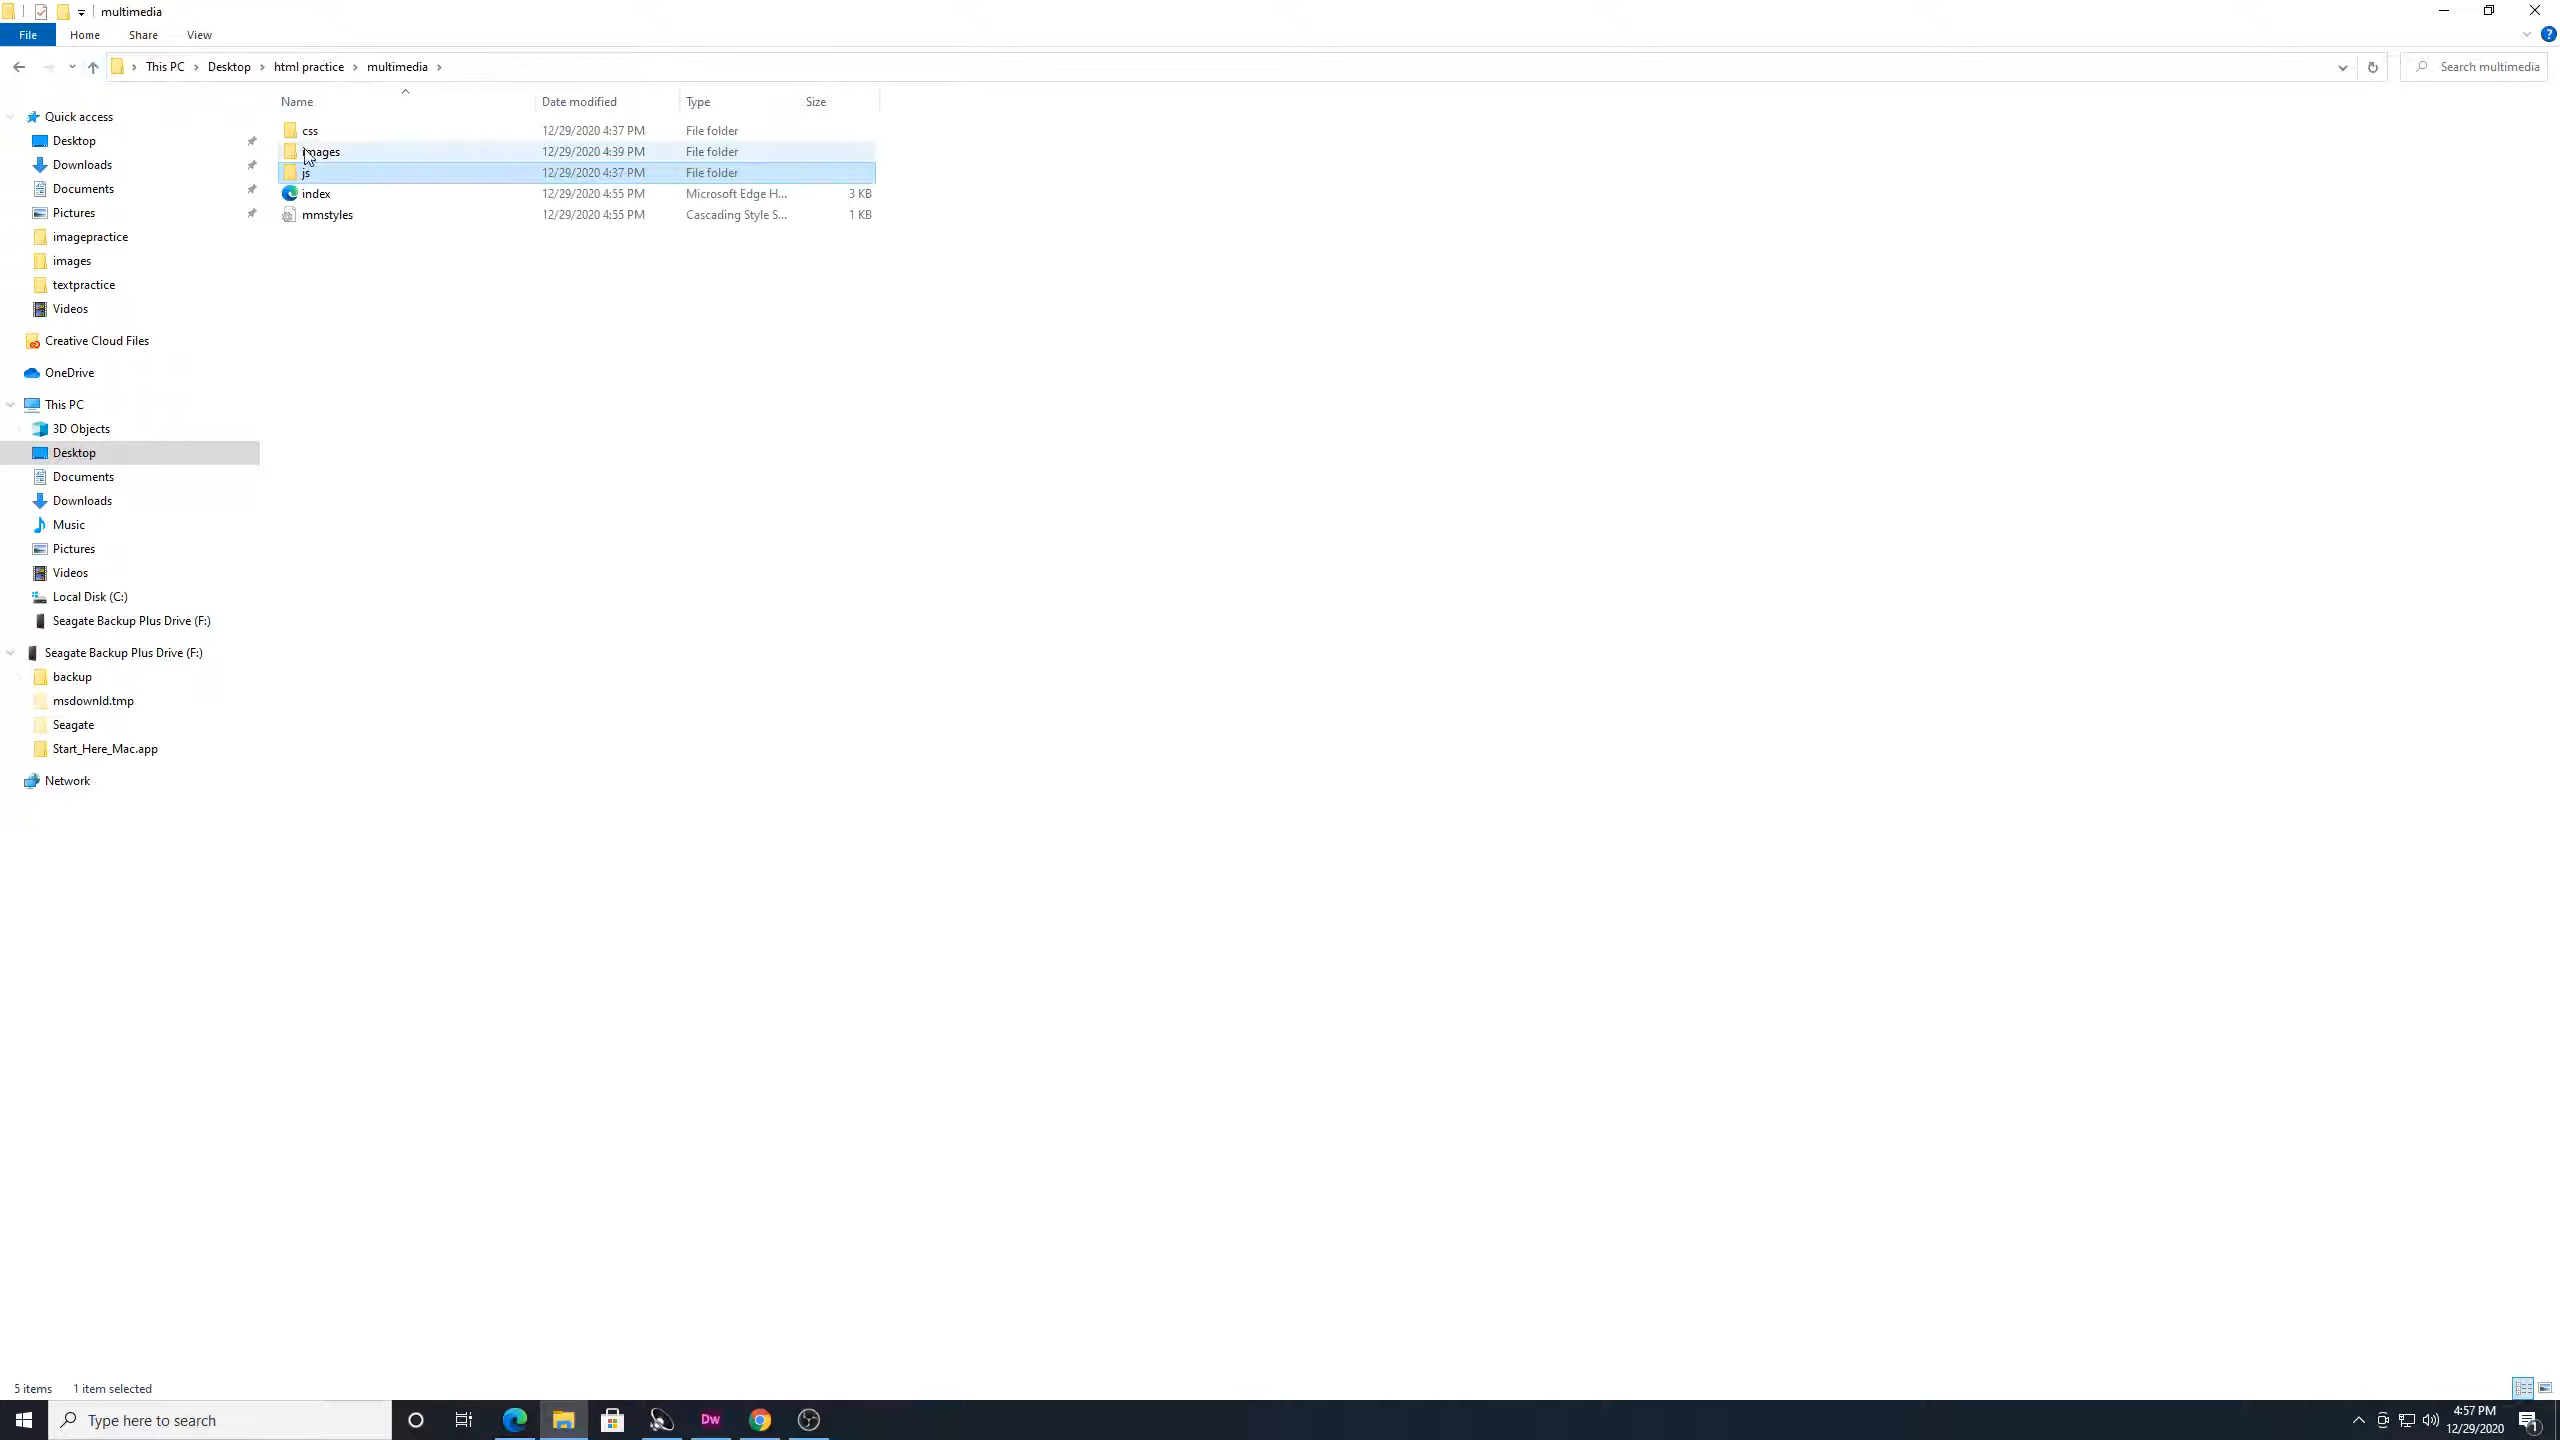 multimedia
File Home Share View
This PC Desktop html practice multimedia Search multimedia
Name Date modified Type Size
css 12/29/2020 4:37 PM File folder
images 12/29/2020 4:39 PM File folder
js 12/29/2020 4:37 PM File folder
index 12/29/2020 4:55 PM Microsoft Edge H... 3 KB
mmstyles 12/29/2020 4:55 PM Cascading Style S... 1 KB
Quick access
Desktop
Downloads
Documents
Pictures
imagepractice
images
textpractice
Videos
Creative Cloud Files
OneDrive
This PC
3D Objects
Desktop
Documents
Downloads
Music
Pictures
Videos
Local Disk (C:)
Seagate Backup Plus Drive (F:)
Seagate Backup Plus Drive (F:)
backup
msdownld.tmp
Seagate
Start_Here_Mac.app
Network
5 items 1 item selected
Type here to search
Dw
4:57 PM
12/29/2020
1